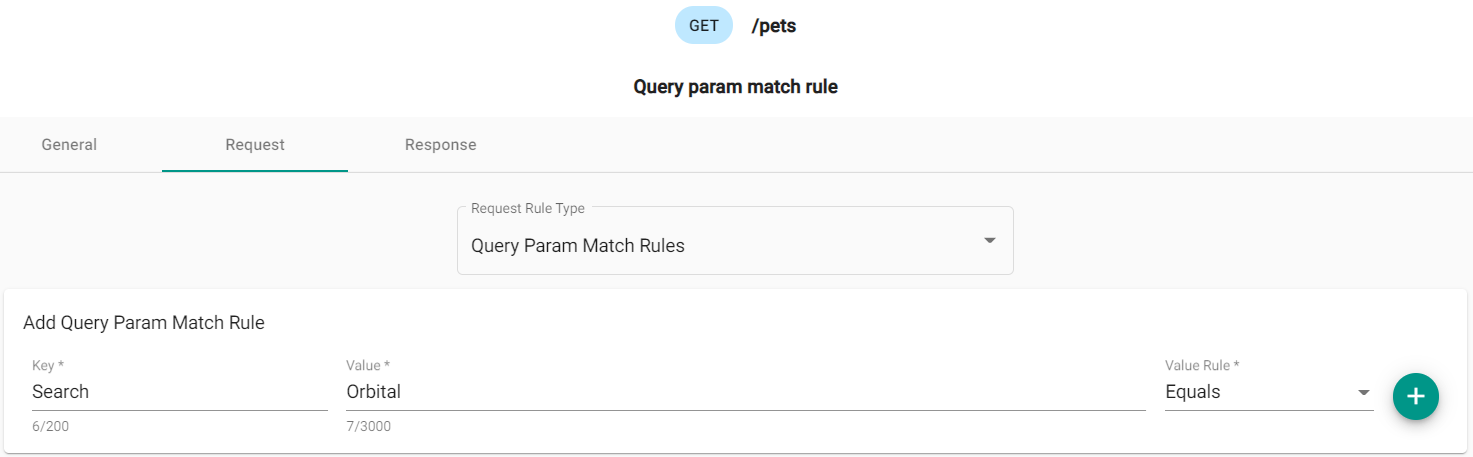 GET /pets
Query param match rule
General Request Response
Request Rule Type
Query Param Match Rules
Add Query Param Match Rule
Key * Value * Value Rule *
Search Orbital Equals
6/200 7/3000